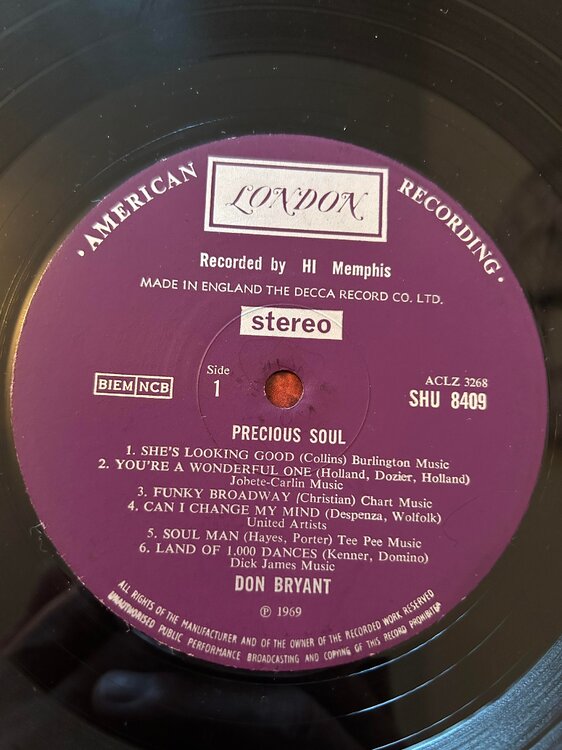 · AMERICAN RECORDING ·
LONDON
Recorded by HI Memphis
MADE IN ENGLAND THE DECCA RECORD CO. LTD.
stereo
BIEM NCB
Side
1
ACLZ 3268
SHU 8409
PRECIOUS SOUL
1. SHE'S LOOKING GOOD (Collins) Burlington Music
2. YOU'RE A WONDERFUL ONE (Holland, Dozier, Holland)
Jobete-Carlin Music
3. FUNKY BROADWAY (Christian) Chart Music
4. CAN I CHANGE MY MIND (Despenza, Wolfolk)
United Artists
5. SOUL MAN (Hayes, Porter) Tee Pee Music
6. LAND OF 1,000 DANCES (Kenner, Domino)
Dick James Music
DON BRYANT
℗ 1969
ALL RIGHTS OF THE MANUFACTURER AND OF THE OWNER OF THE RECORDED WORK RESERVED
UNAUTHORISED PUBLIC PERFORMANCE BROADCASTING AND COPYING OF THIS RECORD PROHIBITED